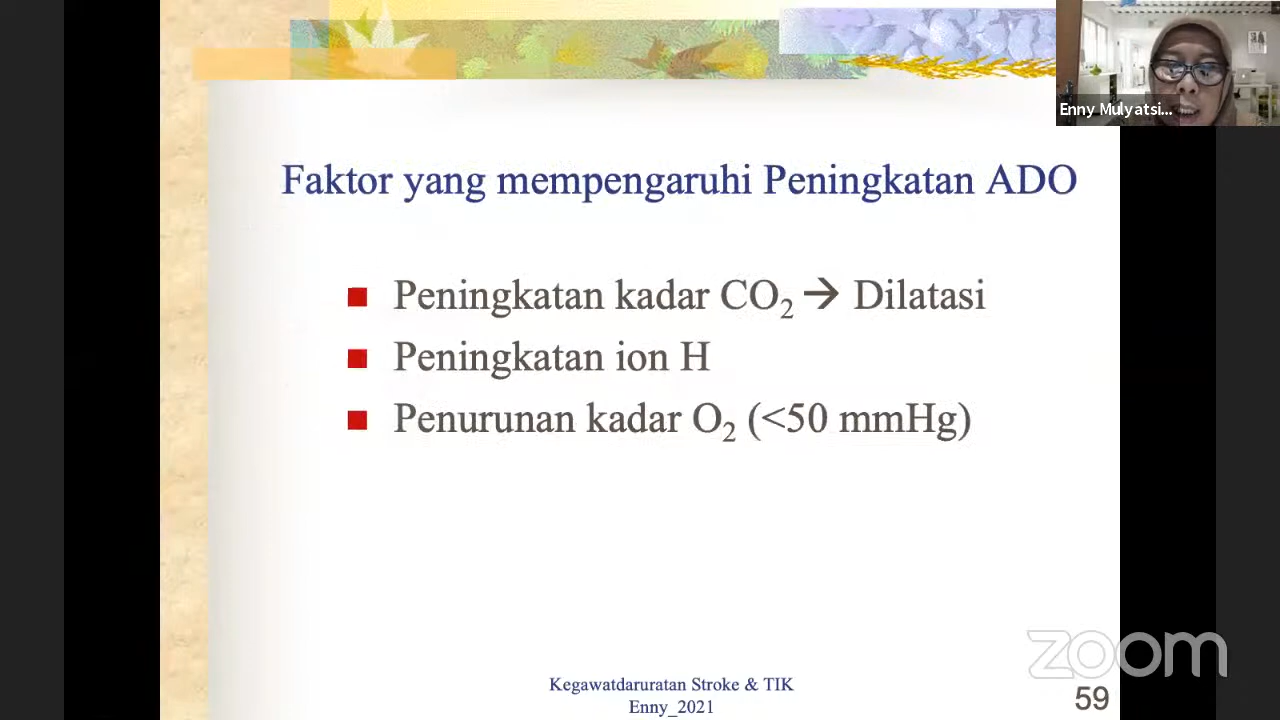 Enny Mulyatsi...
Faktor yang mempengaruhi Peningkatan ADO
Peningkatan kadar CO₂ → Dilatasi
Peningkatan ion H
Penurunan kadar O₂ (<50 mmHg)
zoom
Kegawatdaruratan Stroke & TIK
Enny_2021
59